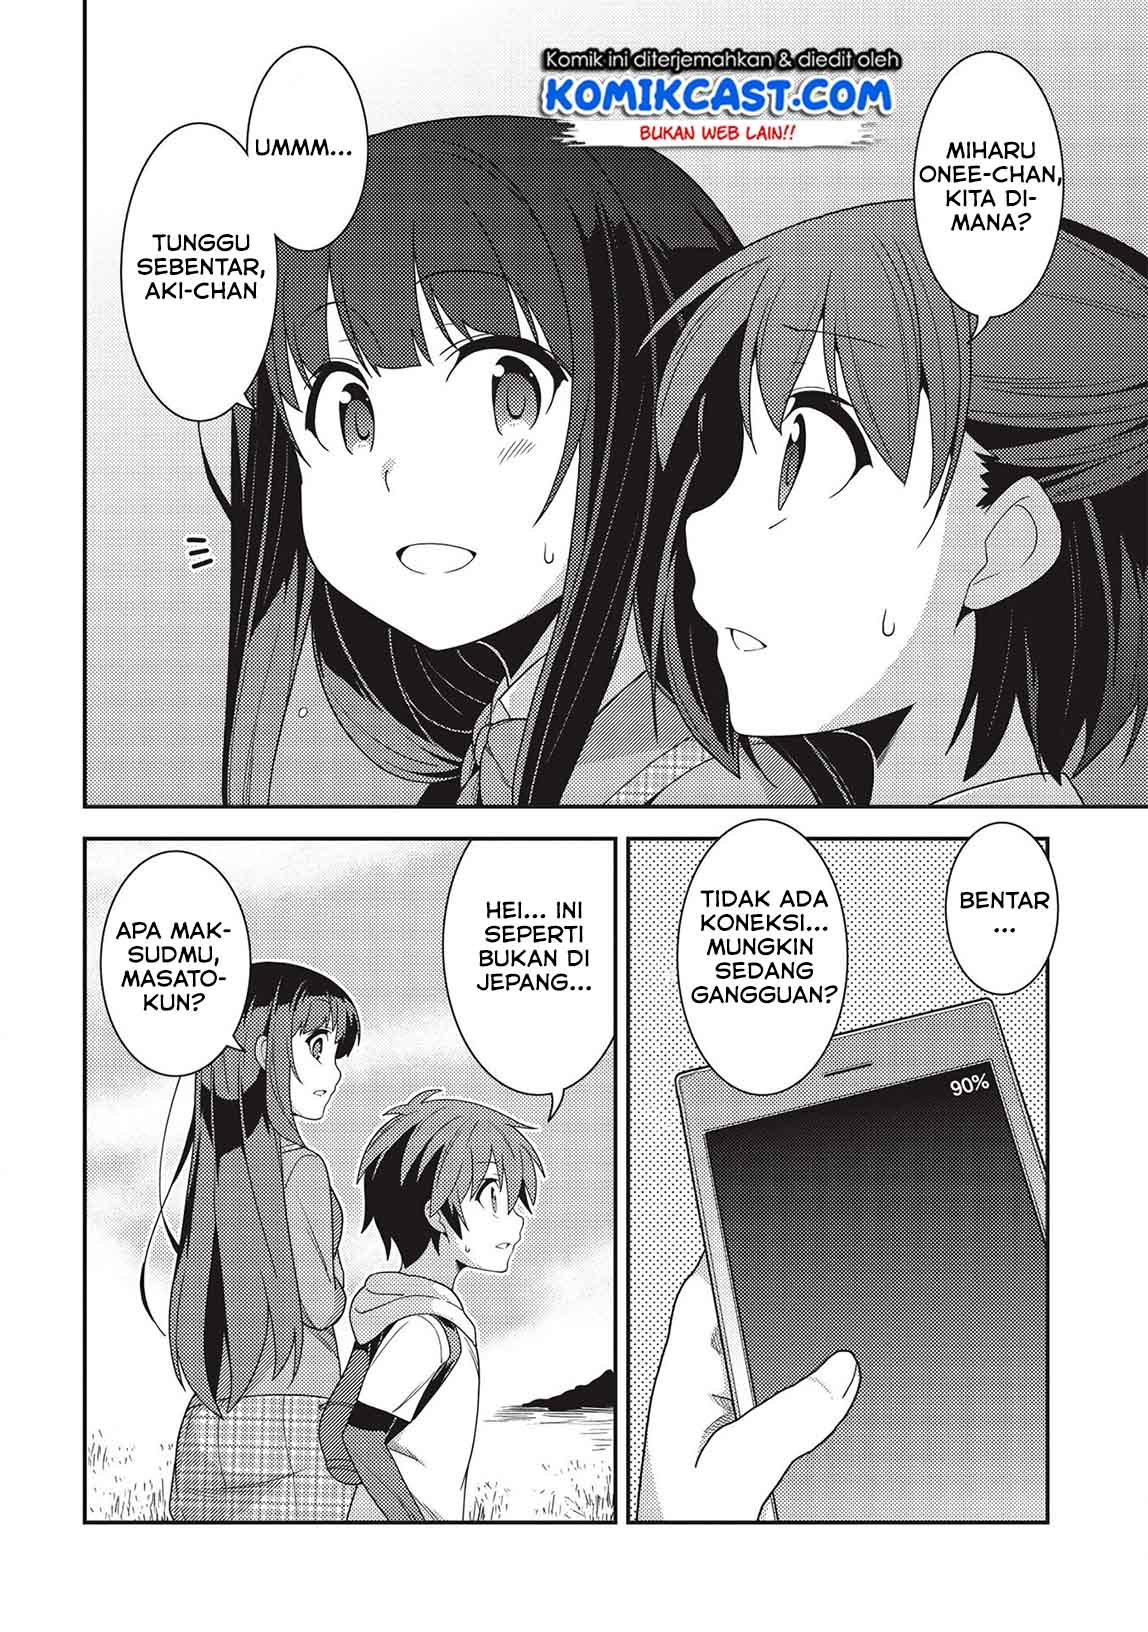 Komik ini diterjemahkan & diedit oleh
KOMIKCAST.COM
BUKAN WEB LAIN!!
MIHARU
ONEE-CHAN,
KITA DI-
MANA?
UMMM...
TUNGGU
SEBENTAR,
AKI-CHAN
BENTAR
...
TIDAK ADA
KONEKSI...
MUNGKIN
SEDANG
GANGGUAN?
90%
HEI... INI
SEPERTI
BUKAN DI
JEPANG...
APA MAK-
SUDMU,
MASATO-
KUN?